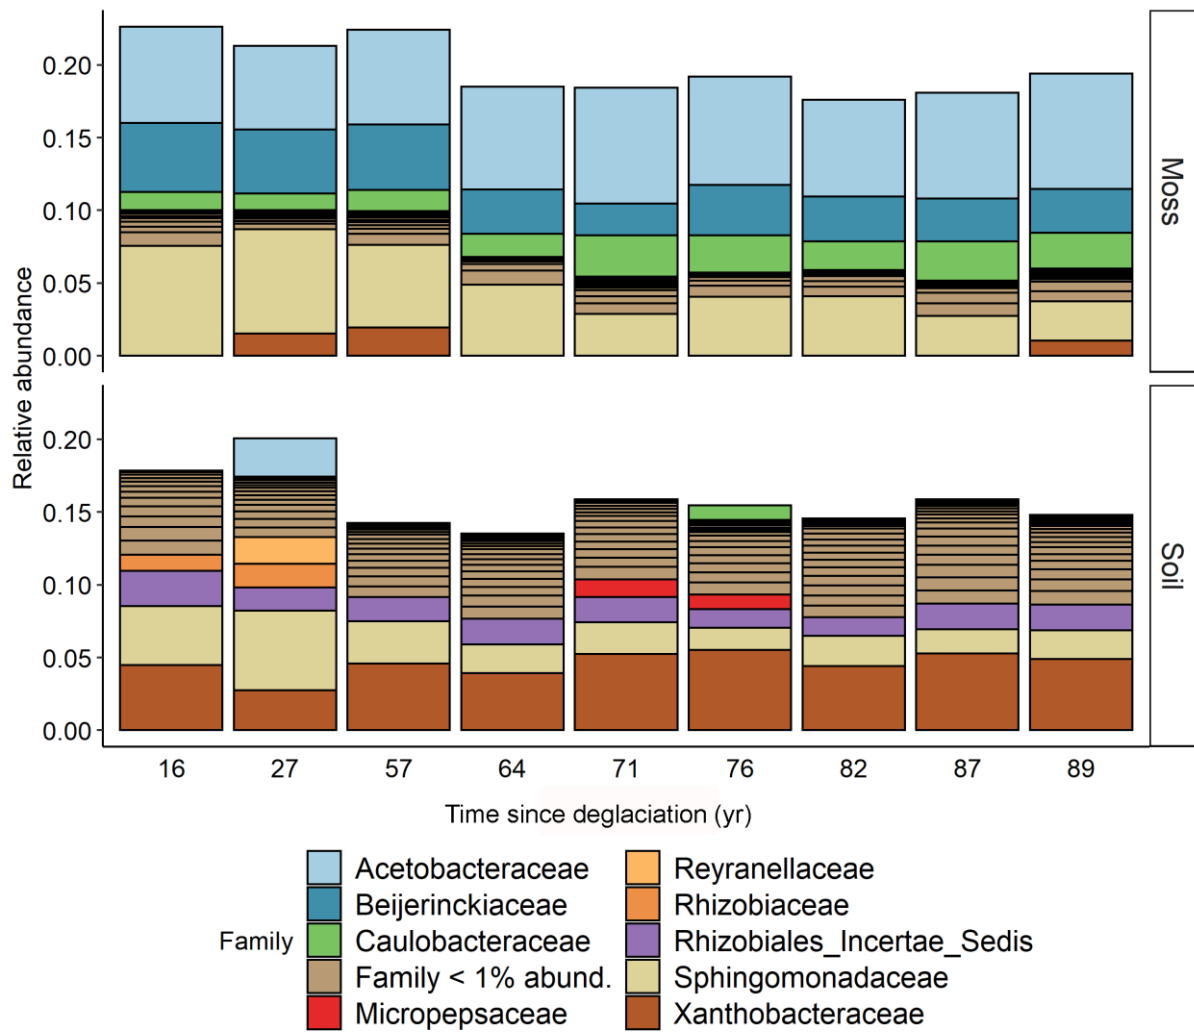 Relative abundance
0.20
0.15
0.10
0.05
0.00
Moss
0.20
0.15
0.10
0.05
0.00
Soil
16 27 57 64 71 76 82 87 89
Time since deglaciation (yr)
Family
Acetobacteraceae
Beijerinckiaceae
Caulobacteraceae
Family < 1% abund.
Micropepsaceae
Reyranellaceae
Rhizobiaceae
Rhizobiales_Incertae_Sedis
Sphingomonadaceae
Xanthobacteraceae